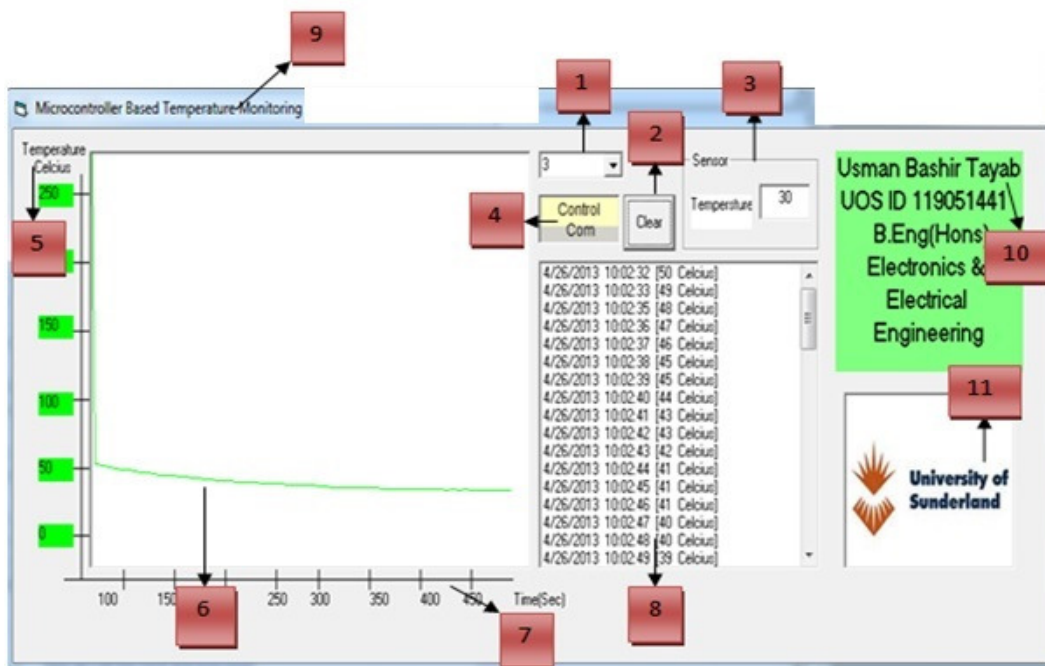 9
1
3
2
Microcontroller Based Temperature Monitoring
Temperature
Celcius
5
250
150
100
50
0
6
100
250
300
350
400
450
Time(Sec)
7
3
4
Control
Com
Clear
Sensor
Temperature
30
4/26/2013 10:02:32 [50 Celcius]
4/26/2013 10:02:33 [49 Celcius]
4/26/2013 10:02:35 [48 Celcius]
4/26/2013 10:02:36 [47 Celcius]
4/26/2013 10:02:37 [46 Celcius]
4/26/2013 10:02:38 [45 Celcius]
4/26/2013 10:02:39 [45 Celcius]
4/26/2013 10:02:40 [44 Celcius]
4/26/2013 10:02:41 [43 Celcius]
4/26/2013 10:02:42 [43 Celcius]
4/26/2013 10:02:43 [42 Celcius]
4/26/2013 10:02:44 [41 Celcius]
4/26/2013 10:02:45 [41 Celcius]
4/26/2013 10:02:46 [41 Celcius]
4/26/2013 10:02:47 [40 Celcius]
4/26/2013 10:02:48 [40 Celcius]
4/26/2013 10:02:49 [39 Celcius]
8
Usman Bashir Tayab
UOS ID 119051441
B.Eng(Hons)
Electronics &
Electrical
Engineering
10
11
University of
Sunderland